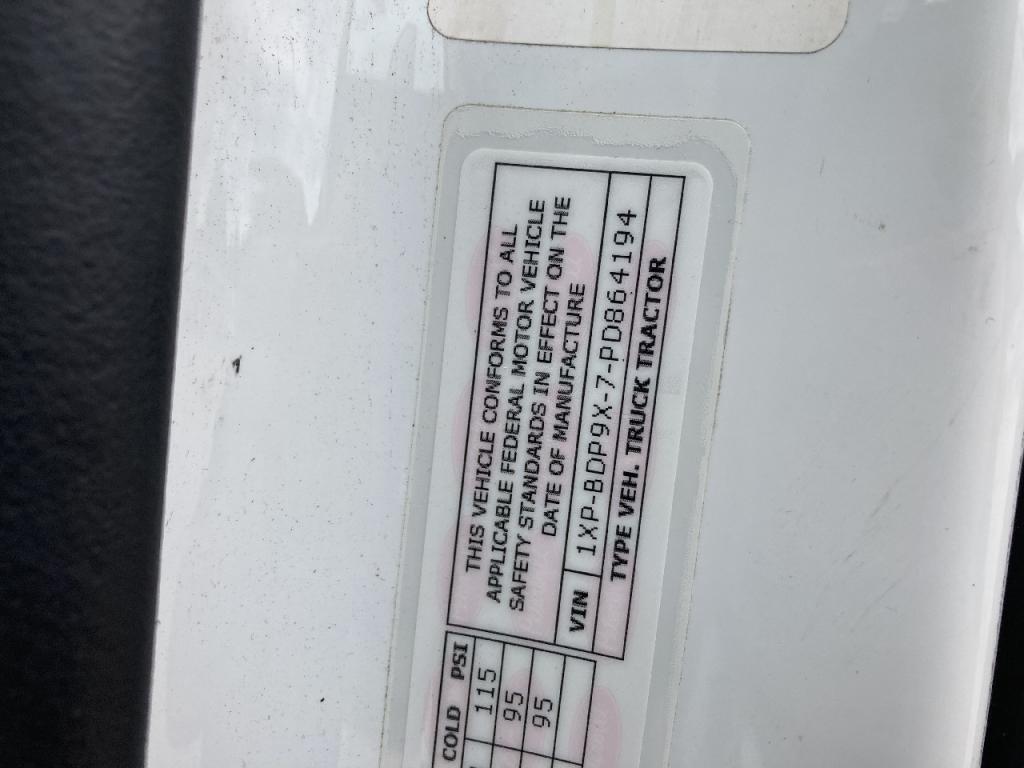 THIS VEHICLE CONFORMS TO ALL
APPLICABLE FEDERAL MOTOR VEHICLE
SAFETY STANDARDS IN EFFECT ON THE
DATE OF MANUFACTURE
VIN 1XP-BDP9X-7-PD864194
TYPE VEH. TRUCK TRACTOR
COLD PSI
115
95
95